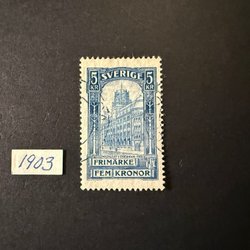 SVERIGE
5 KR
5 KR
1903
FRIMÄRKE
FEM KRONOR